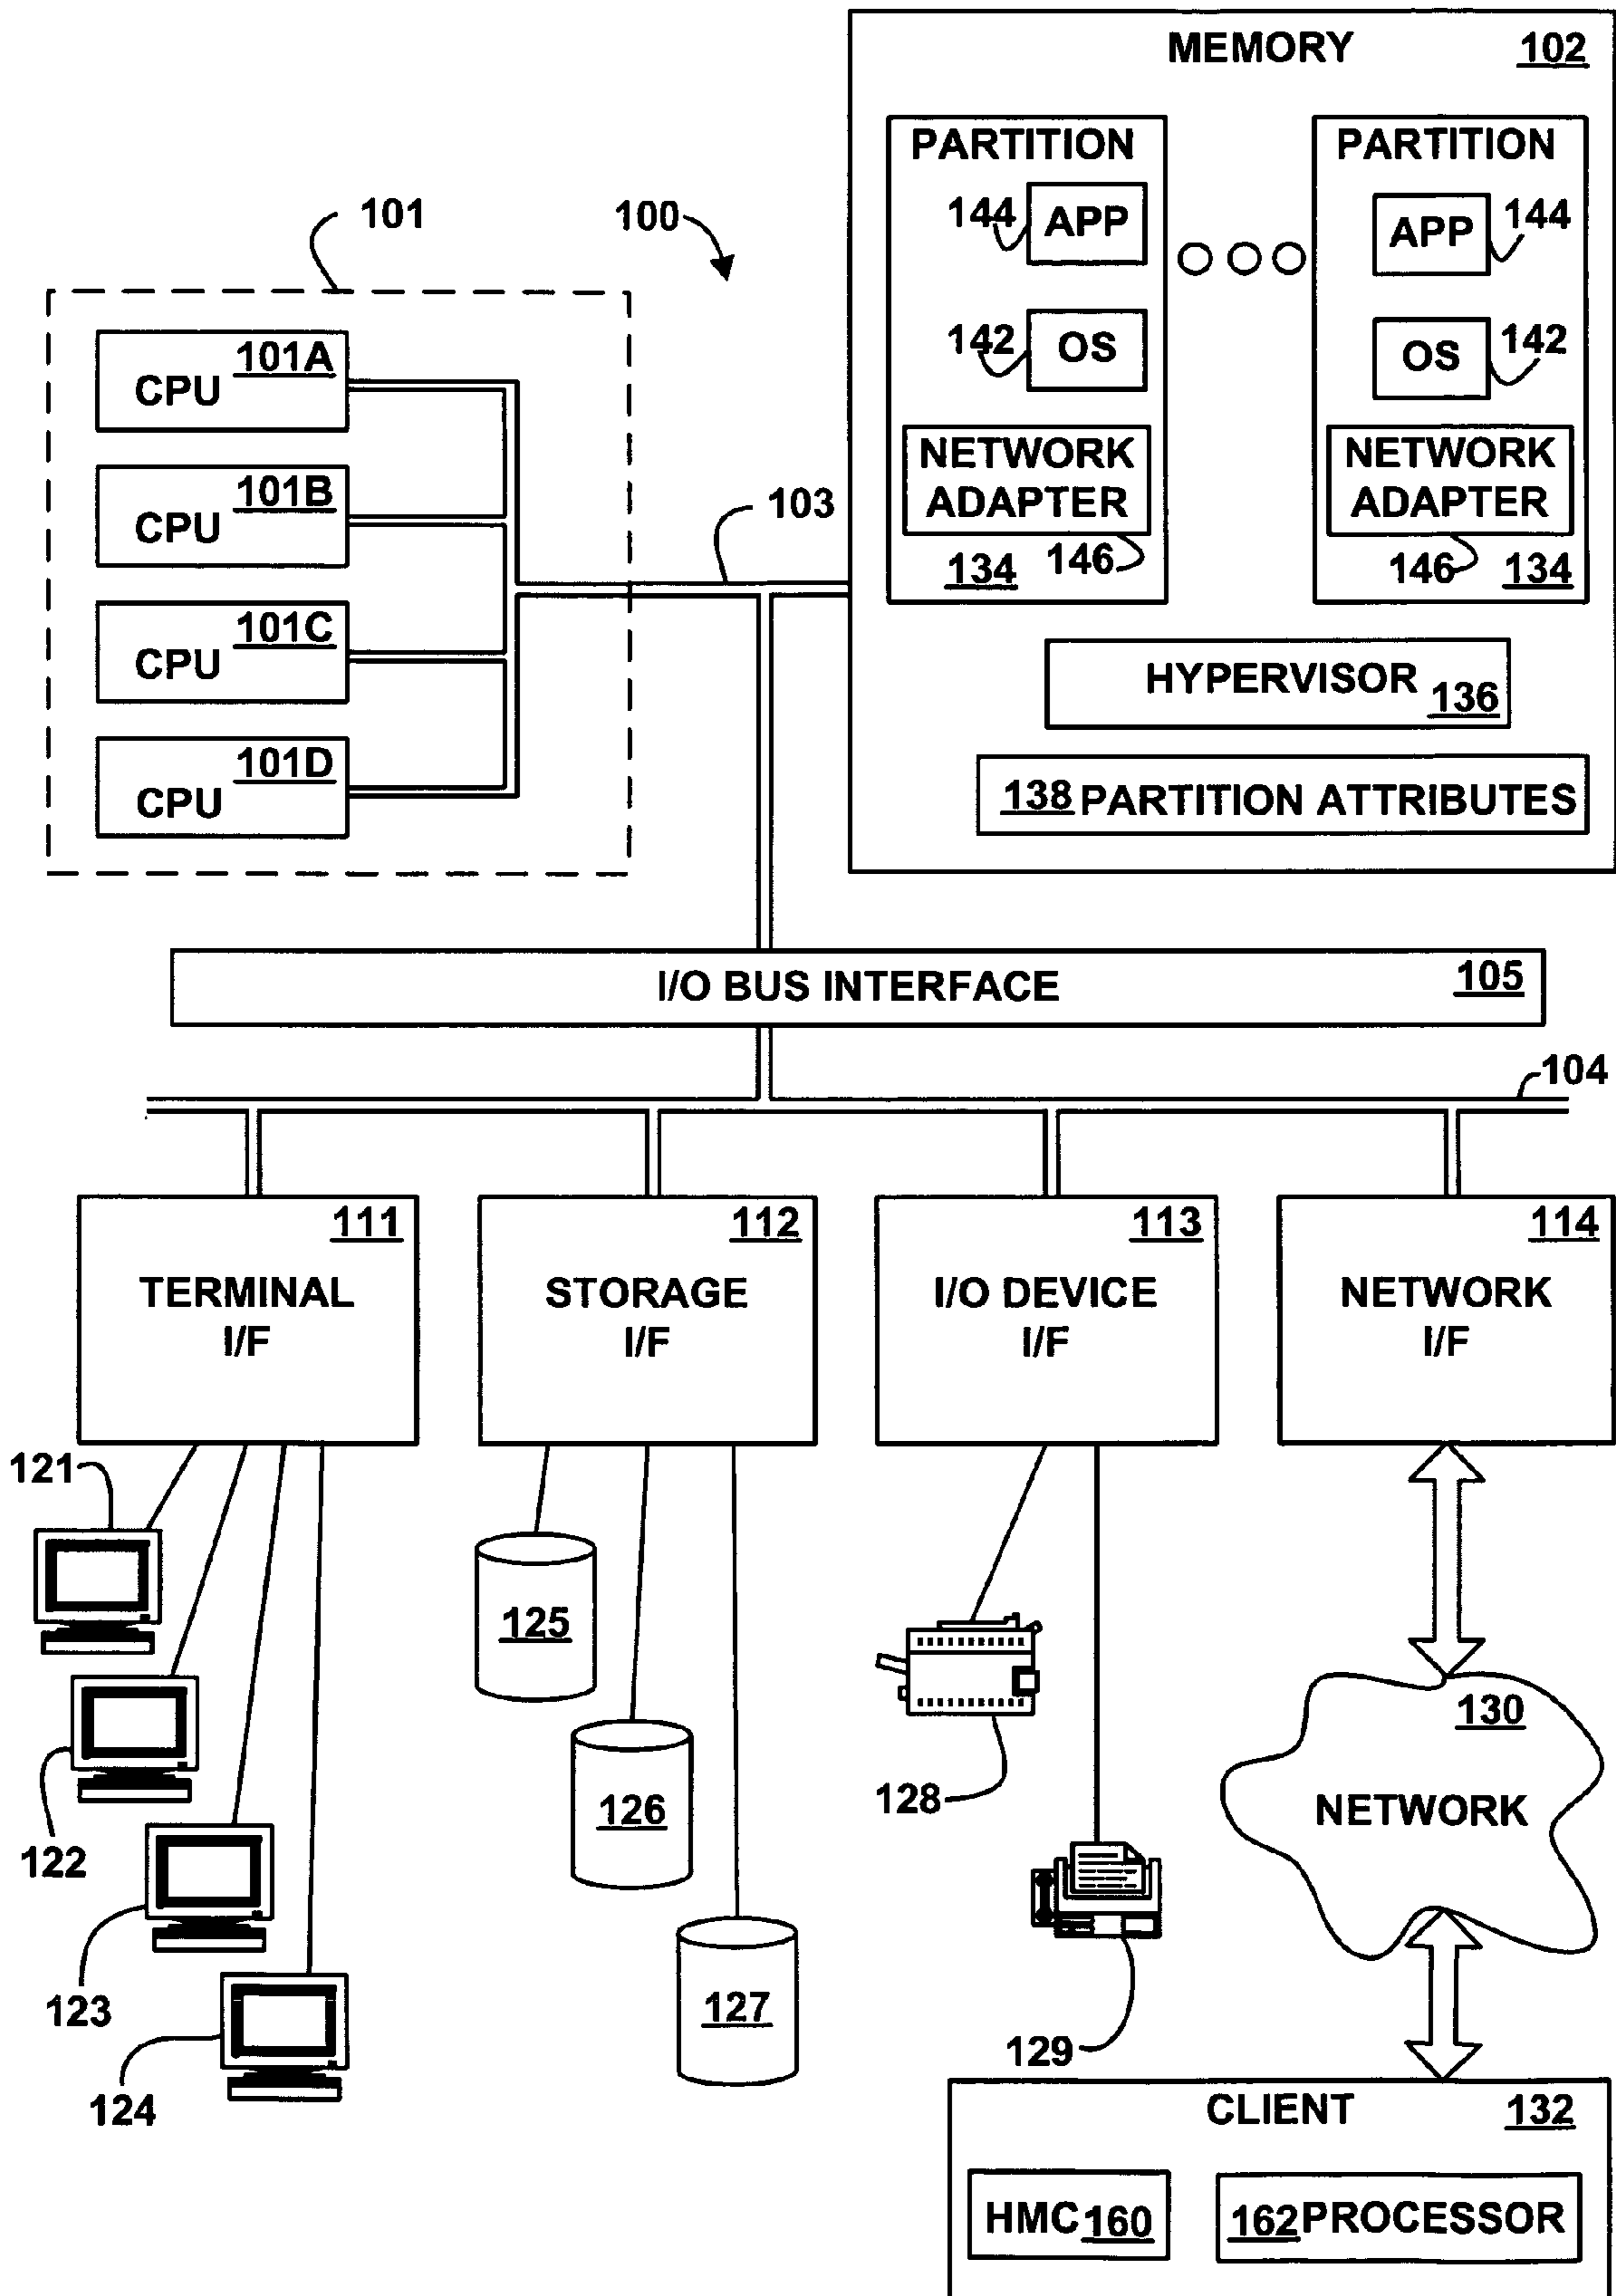 MEMORY 102
PARTITION
144 APP
142 OS
NETWORK
ADAPTER
134 146
PARTITION
APP 144
OS 142
NETWORK
ADAPTER
146 134
HYPERVISOR 136
138 PARTITION ATTRIBUTES
101
100
101A
CPU
101B
CPU
101C
CPU
101D
CPU
103
I/O BUS INTERFACE 105
104
111
TERMINAL
I/F
112
STORAGE
I/F
113
I/O DEVICE
I/F
114
NETWORK
I/F
121
122
123
124
125
126
127
128
129
130
NETWORK
CLIENT 132
HMC 160
162 PROCESSOR